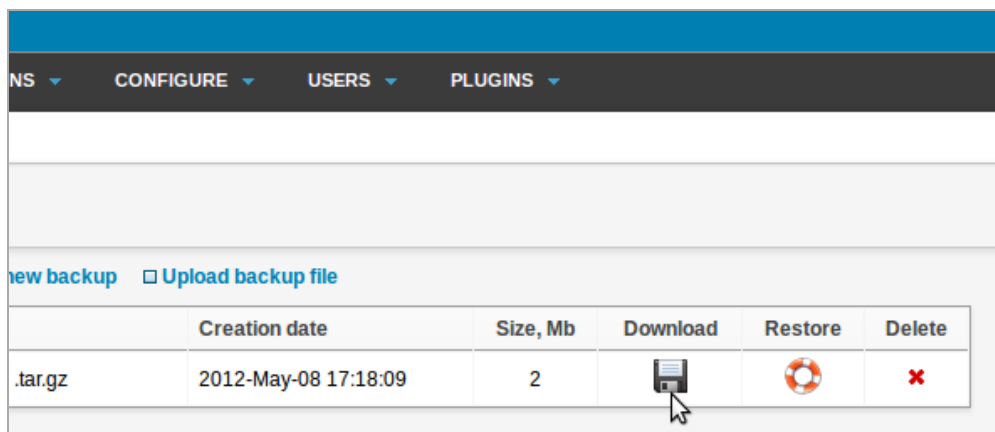 NS CONFIGURE USERS PLUGINS
new backup Upload backup file
Creation date Size, Mb Download Restore Delete
.tar.gz 2012-May-08 17:18:09 2